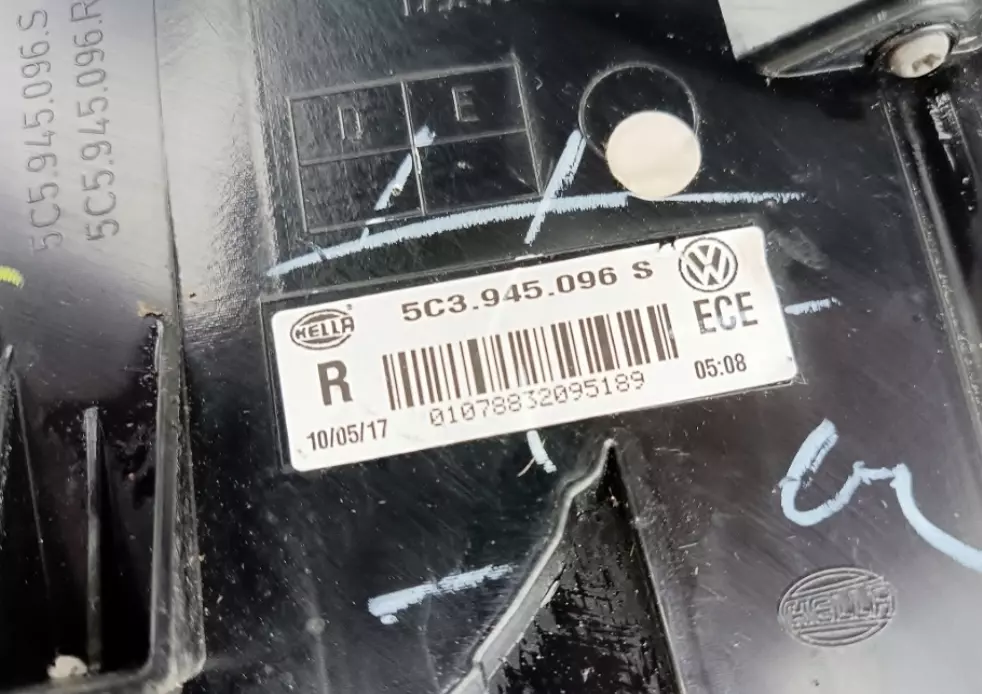 5C5.945.096.S
5C5.945.096.R
D E
5C3.945.096 S
HELLA
R
ECE
01078832095189
05:08
10/05/17
HELLA